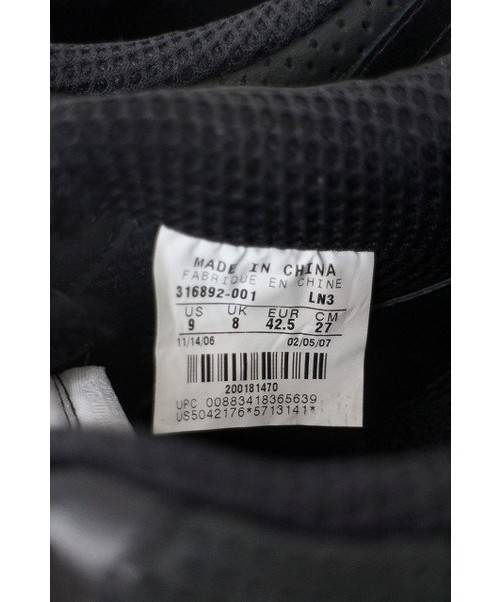 MADE IN CHINA
FABRIQUE EN CHINE
316892-001 LN3
US UK EUR CM
9 8 42.5 27
11/14/06 02/05/07
200181470
UPC 00883418365639
US5042176*5713141*